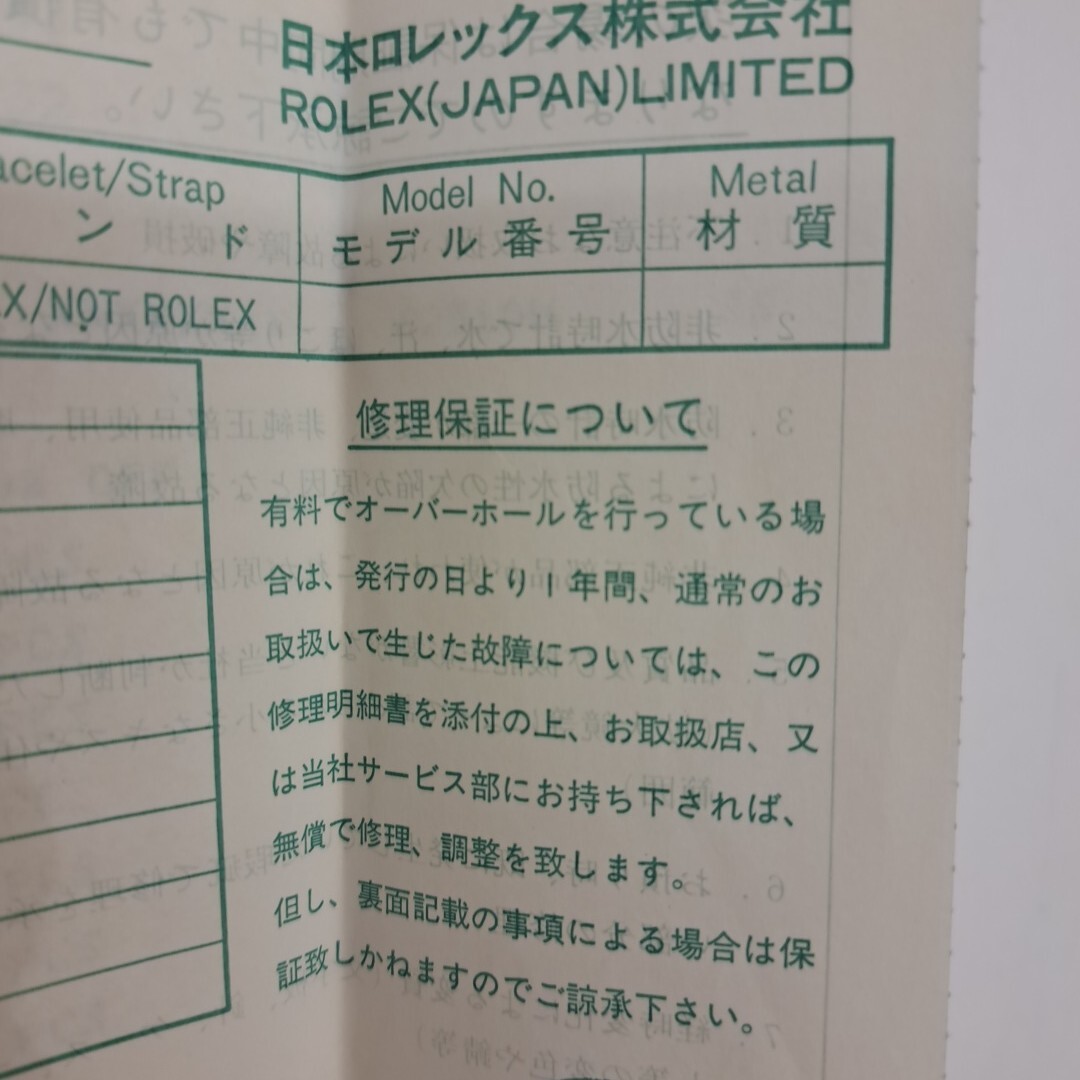 日本ロレックス株式会社
ROLEX(JAPAN)LIMITED
acelet/Strap
ンド
Model No.
モデル番号
Metal
材質
EX/NOT ROLEX
修理保証について
有料でオーバーホールを行っている場
合は、発行の日より1年間、通常のお
取扱いで生じた故障については、この
修理明細書を添付の上、お取扱店、又
は当社サービス部にお持ち下されば、
無償で修理、調整を致します。
但し、裏面記載の事項による場合は保
証致しかねますのでご諒承下さい。